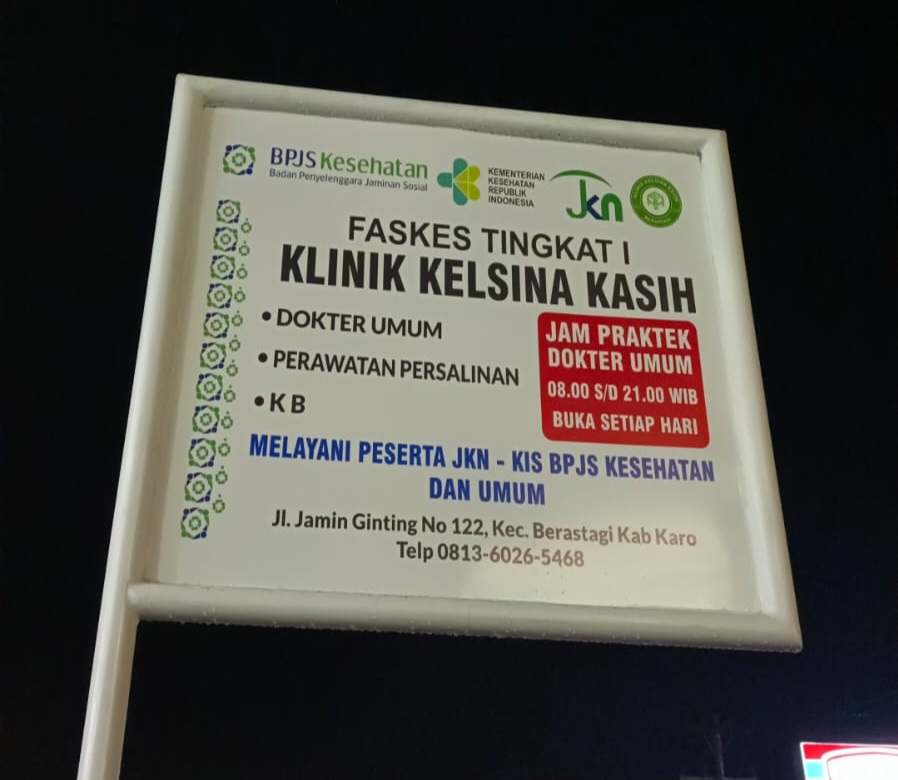 BPJS Kesehatan
Badan Penyelenggara Jaminan Sosial
KEMENTERIAN
KESEHATAN
REPUBLIK
INDONESIA
Jkn
FASKES TINGKAT I
KLINIK KELSINA KASIH
• DOKTER UMUM
• PERAWATAN PERSALINAN
• K B
JAM PRAKTEK
DOKTER UMUM
08.00 S/D 21.00 WIB
BUKA SETIAP HARI
MELAYANI PESERTA JKN - KIS BPJS KESEHATAN
DAN UMUM
Jl. Jamin Ginting No 122, Kec. Berastagi Kab Karo
Telp 0813-6026-5468